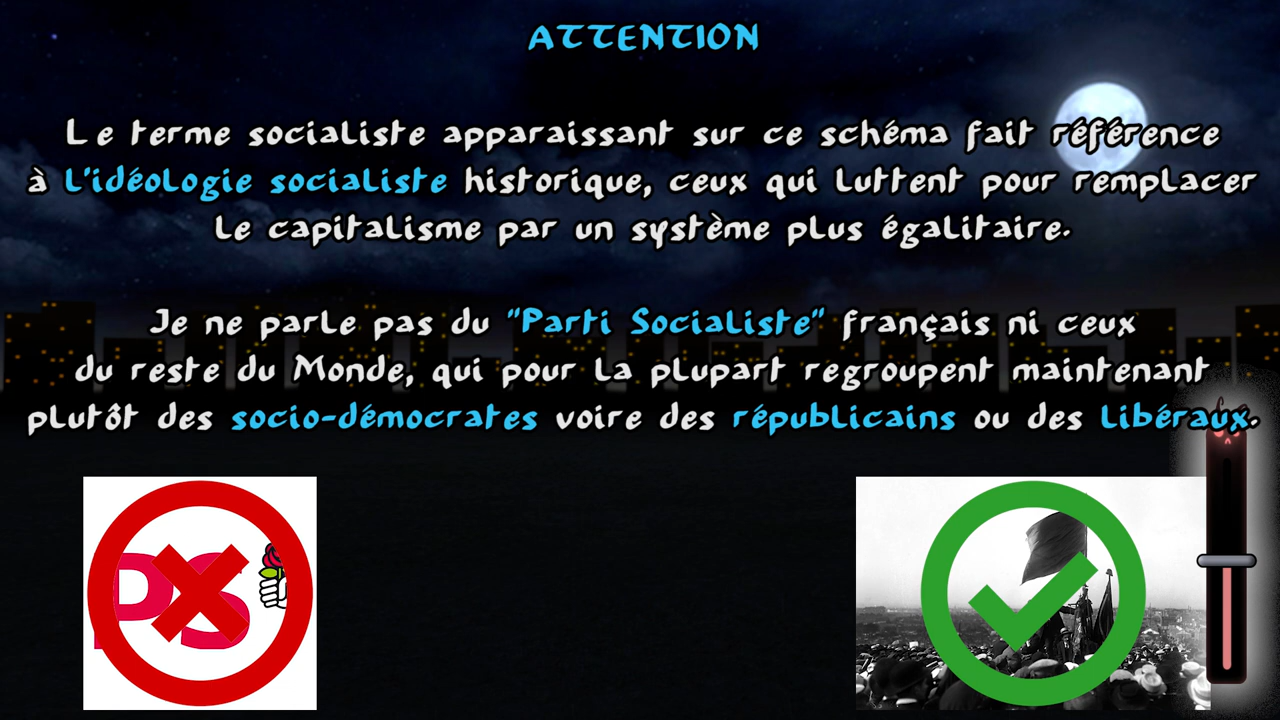 ATTENTION
Le terme socialiste apparaissant sur ce schéma fait référence
à l'idéologie socialiste historique, ceux qui luttent pour remplacer
le capitalisme par un système plus égalitaire.
Je ne parle pas du "Parti Socialiste" français ni ceux
du reste du Monde, qui pour la plupart regroupent maintenant
plutôt des socio-démocrates voire des républicains ou des libéraux.
PS